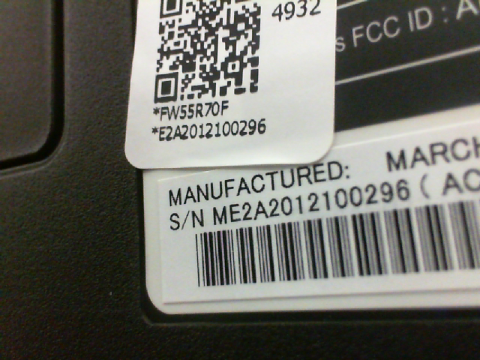 4932
s FCC ID : A
*FW55R70F
*E2A2012100296
MANUFACTURED: MARCH
S/N ME2A2012100296 ( AC